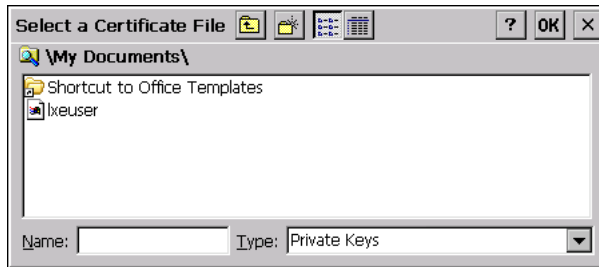 Select a Certificate File ? OK ×
\My Documents\
Shortcut to Office Templates
lxeuser
Name: Type: Private Keys